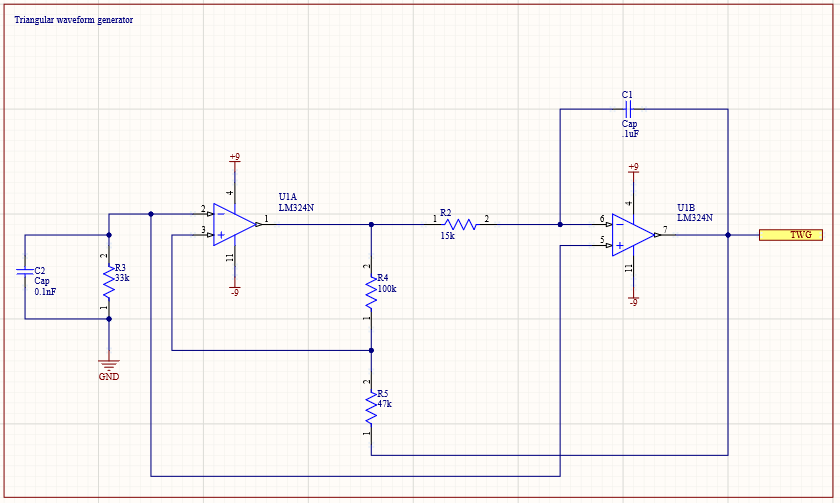 Triangular waveform generator
C1
Cap
.1uF
+9
+9
4
4
U1A
LM324N
U1B
LM324N
2
1
3
11
-9
1
R2
2
15k
6
7
5
11
-9
TWG
C2
Cap
0.1nF
2
R3
33k
1
GND
2
R4
100k
1
2
R5
47k
1